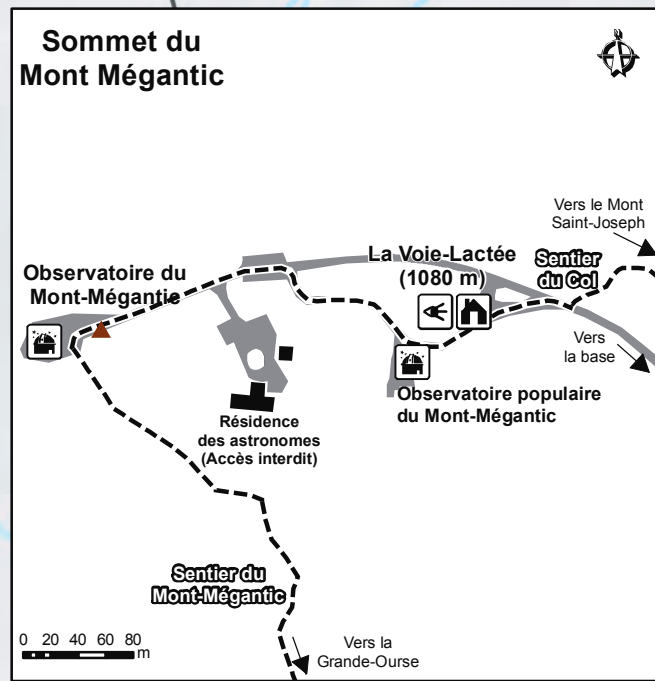 Sommet du
Mont Mégantic
Vers le Mont
Saint-Joseph
La Voie-Lactée
(1080 m)
Sentier
du Col
Observatoire du
Mont-Mégantic
Vers
la base
Observatoire populaire
du Mont-Mégantic
Résidence
des astronomes
(Accès interdit)
Sentier du
Mont-Mégantic
0 20 40 60 80
m
Vers la
Grande-Ourse